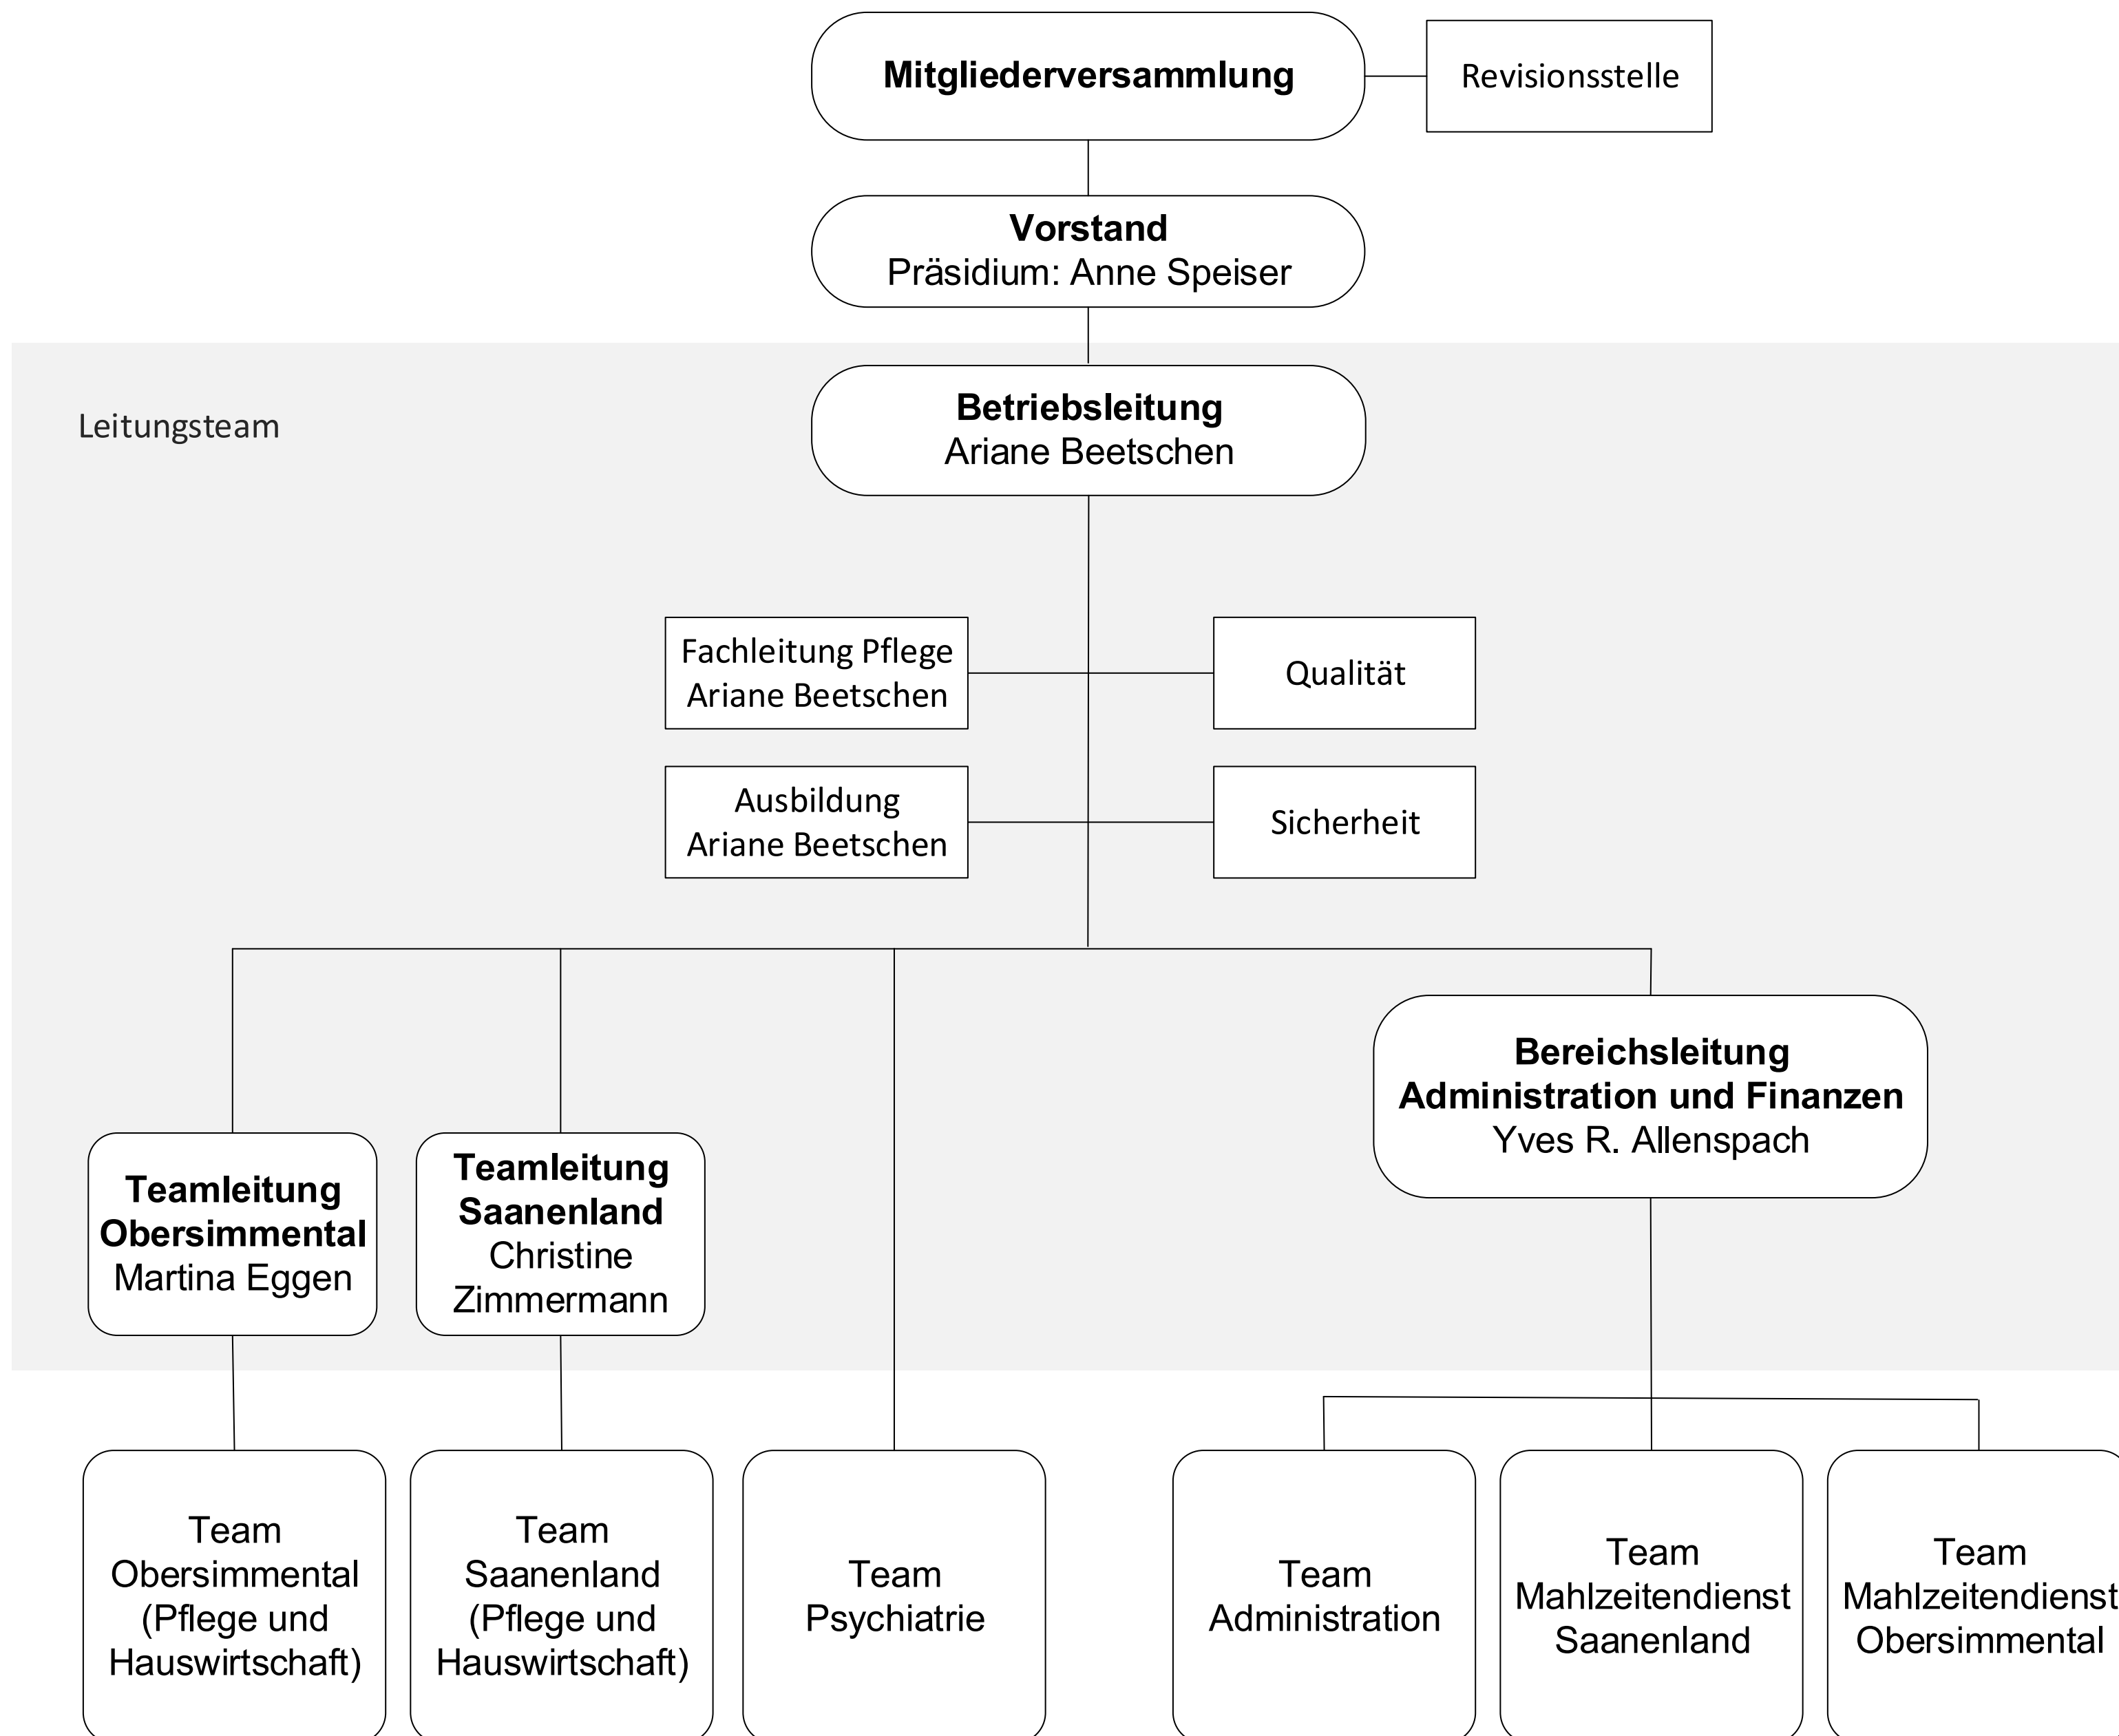 Mitgliederversammlung
Revisionsstelle
Vorstand
Präsidium: Anne Speiser
Leitungsteam
Betriebsleitung
Ariane Beetschen
Fachleitung Pflege
Ariane Beetschen
Qualität
Ausbildung
Ariane Beetschen
Sicherheit
Bereichsleitung
Administration und Finanzen
Yves R. Allenspach
Teamleitung
Obersimmental
Martina Eggen
Teamleitung
Saanenland
Christine
Zimmermann
Team
Obersimmental
(Pflege und
Hauswirtschaft)
Team
Saanenland
(Pflege und
Hauswirtschaft)
Team
Psychiatrie
Team
Administration
Team
Mahlzeitendienst
Saanenland
Team
Mahlzeitendienst
Obersimmental